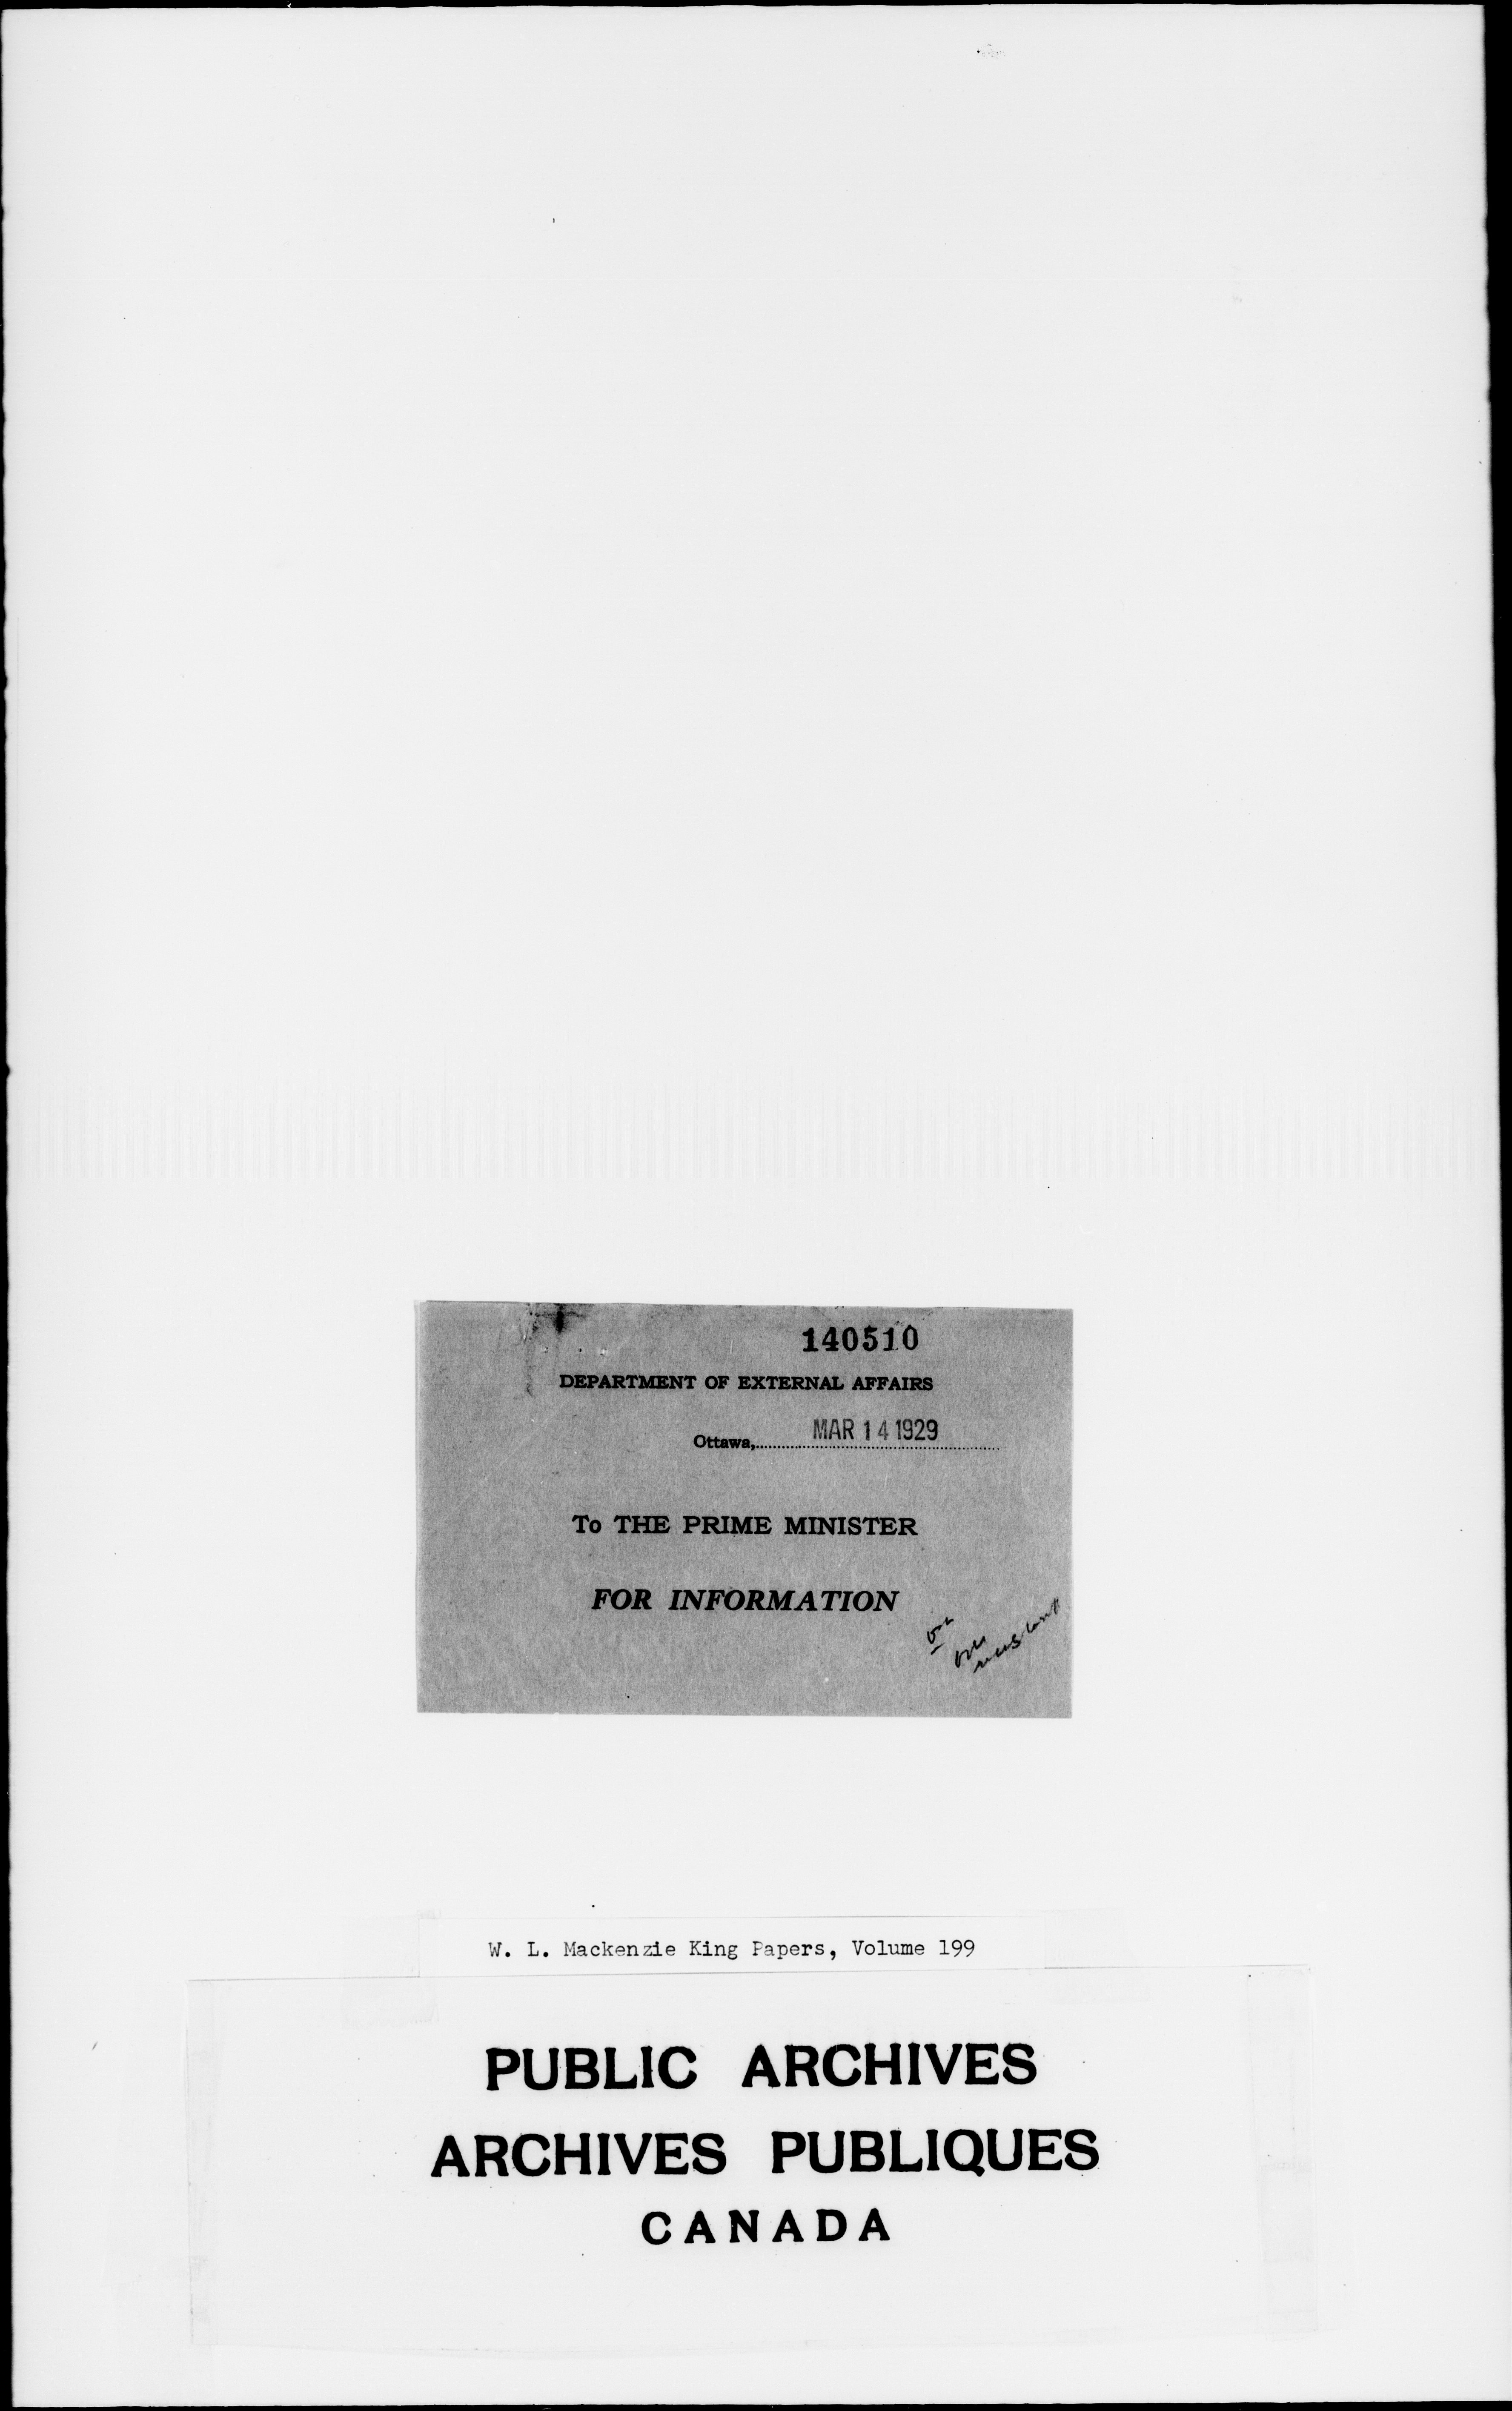 140510
DEPARTMENT OF EXTERNAL AFFAIRS
Ottawa, MAR 14 1929
To THE PRIME MINISTER
FOR INFORMATION
W. L. Mackenzie King Papers, Volume 199
PUBLIC ARCHIVES
ARCHIVES PUBLIQUES
CANADA